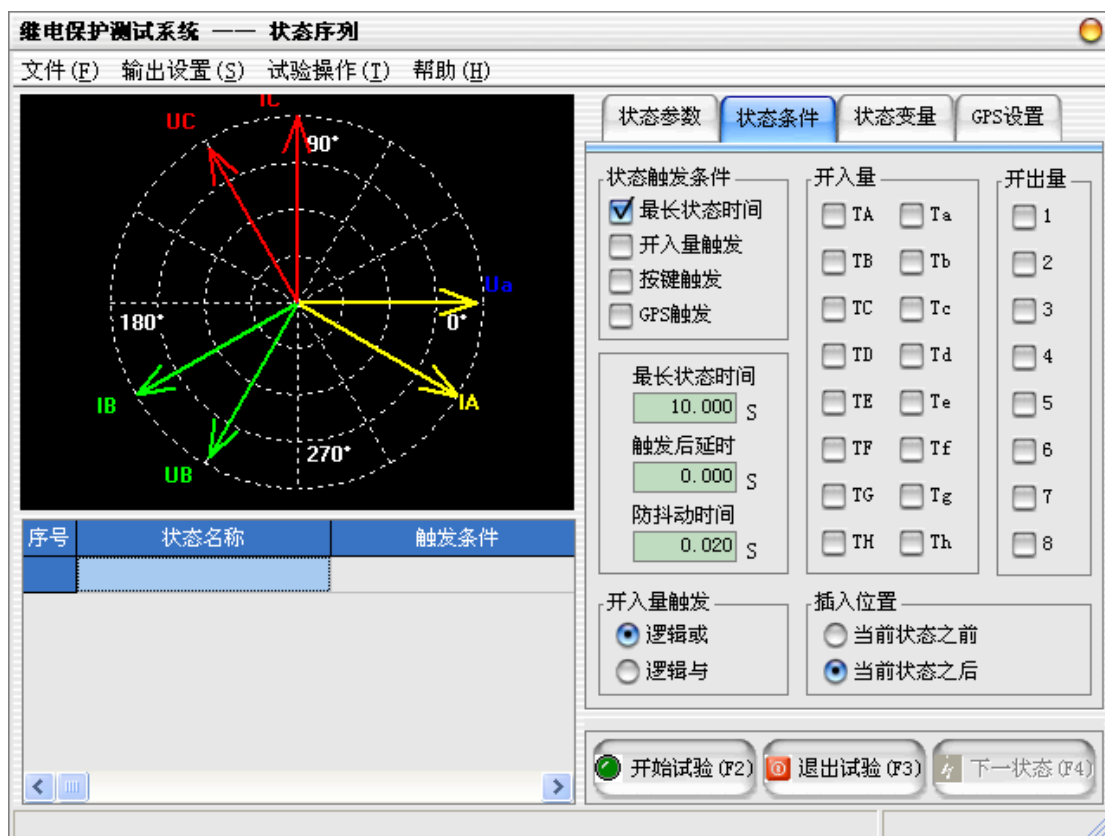 继电保护测试系统 —— 状态序列
文件(F) 输出设置(S) 试验操作(T) 帮助(H)
IC
UC
90°
Ua
180°
0°
IB
IA
UB
270°
序号 状态名称 触发条件
状态参数 状态条件 状态变量 GPS设置
状态触发条件
最长状态时间
开入量触发
按键触发
GPS触发
最长状态时间
10.000 S
触发后延时
0.000 S
防抖动时间
0.020 S
开入量
TA Ta
TB Tb
TC Tc
TD Td
TE Te
TF Tf
TG Tg
TH Th
开出量
1
2
3
4
5
6
7
8
开入量触发
逻辑或
逻辑与
插入位置
当前状态之前
当前状态之后
开始试验(F2) 退出试验(F3) 下一状态(F4)